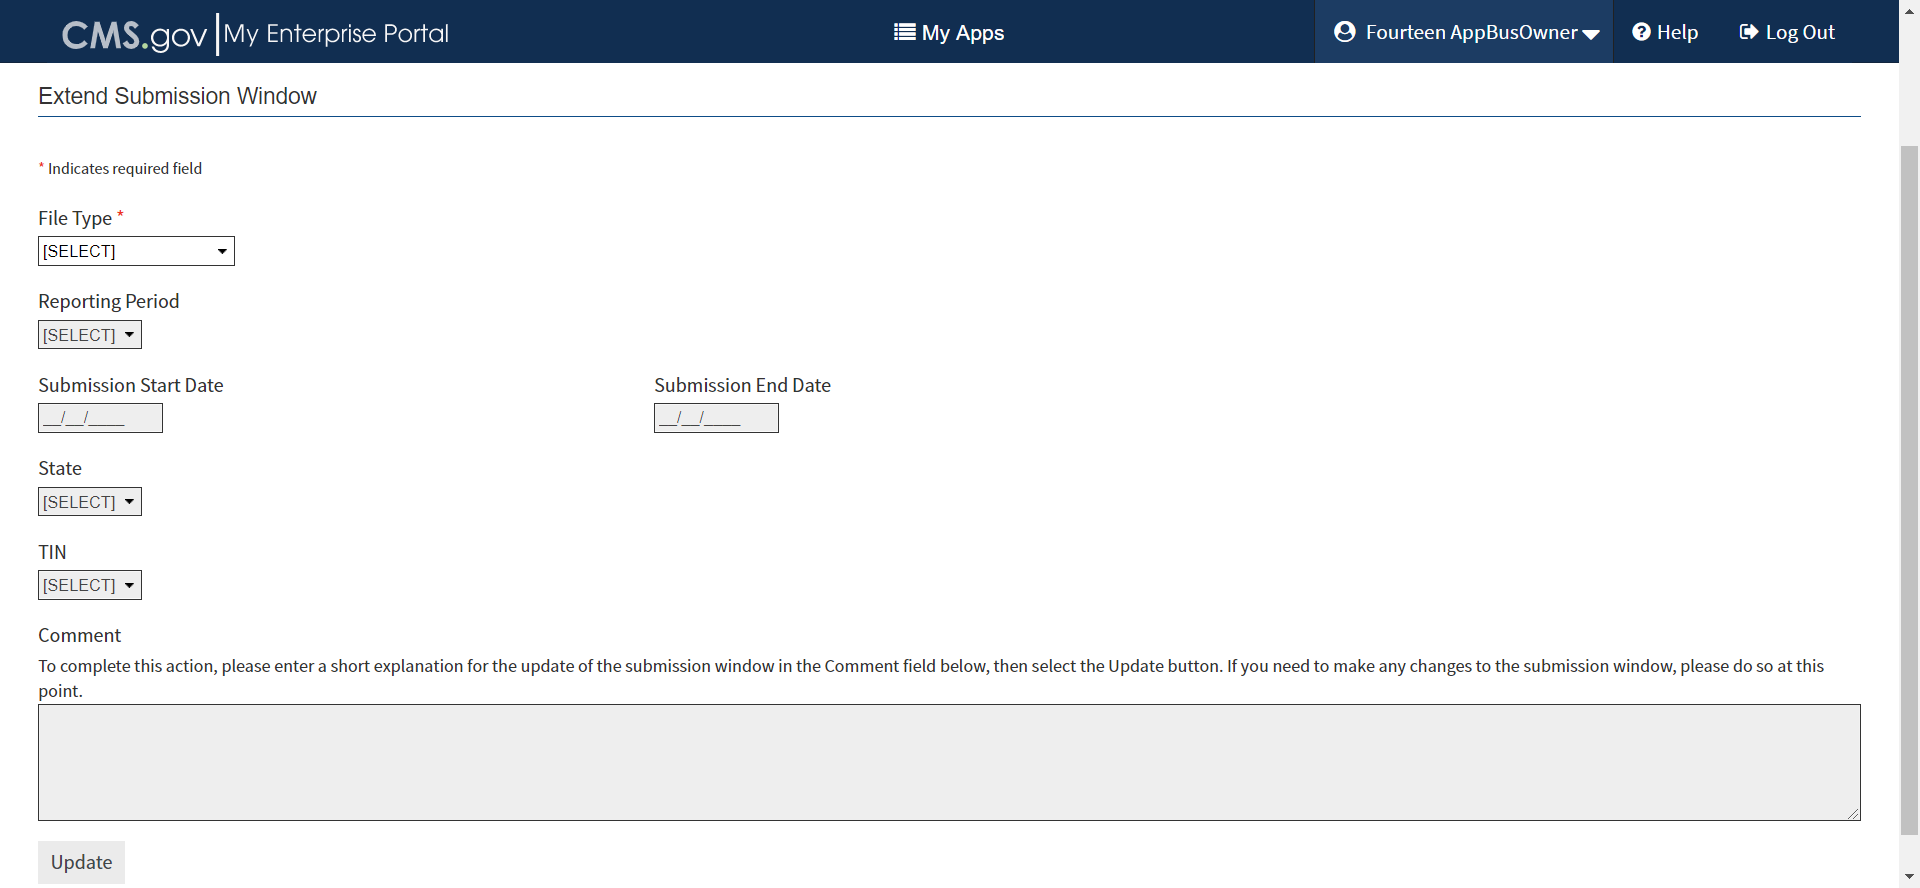 CMS.gov My Enterprise Portal My Apps Fourteen AppBusOwner Help Log Out
Extend Submission Window
* Indicates required field
File Type *
[SELECT]
Reporting Period
[SELECT]
Submission Start Date Submission End Date
__/__/____ __/__/____
State
[SELECT]
TIN
[SELECT]
Comment
To complete this action, please enter a short explanation for the update of the submission window in the Comment field below, then select the Update button. If you need to make any changes to the submission window, please do so at this
point.
Update